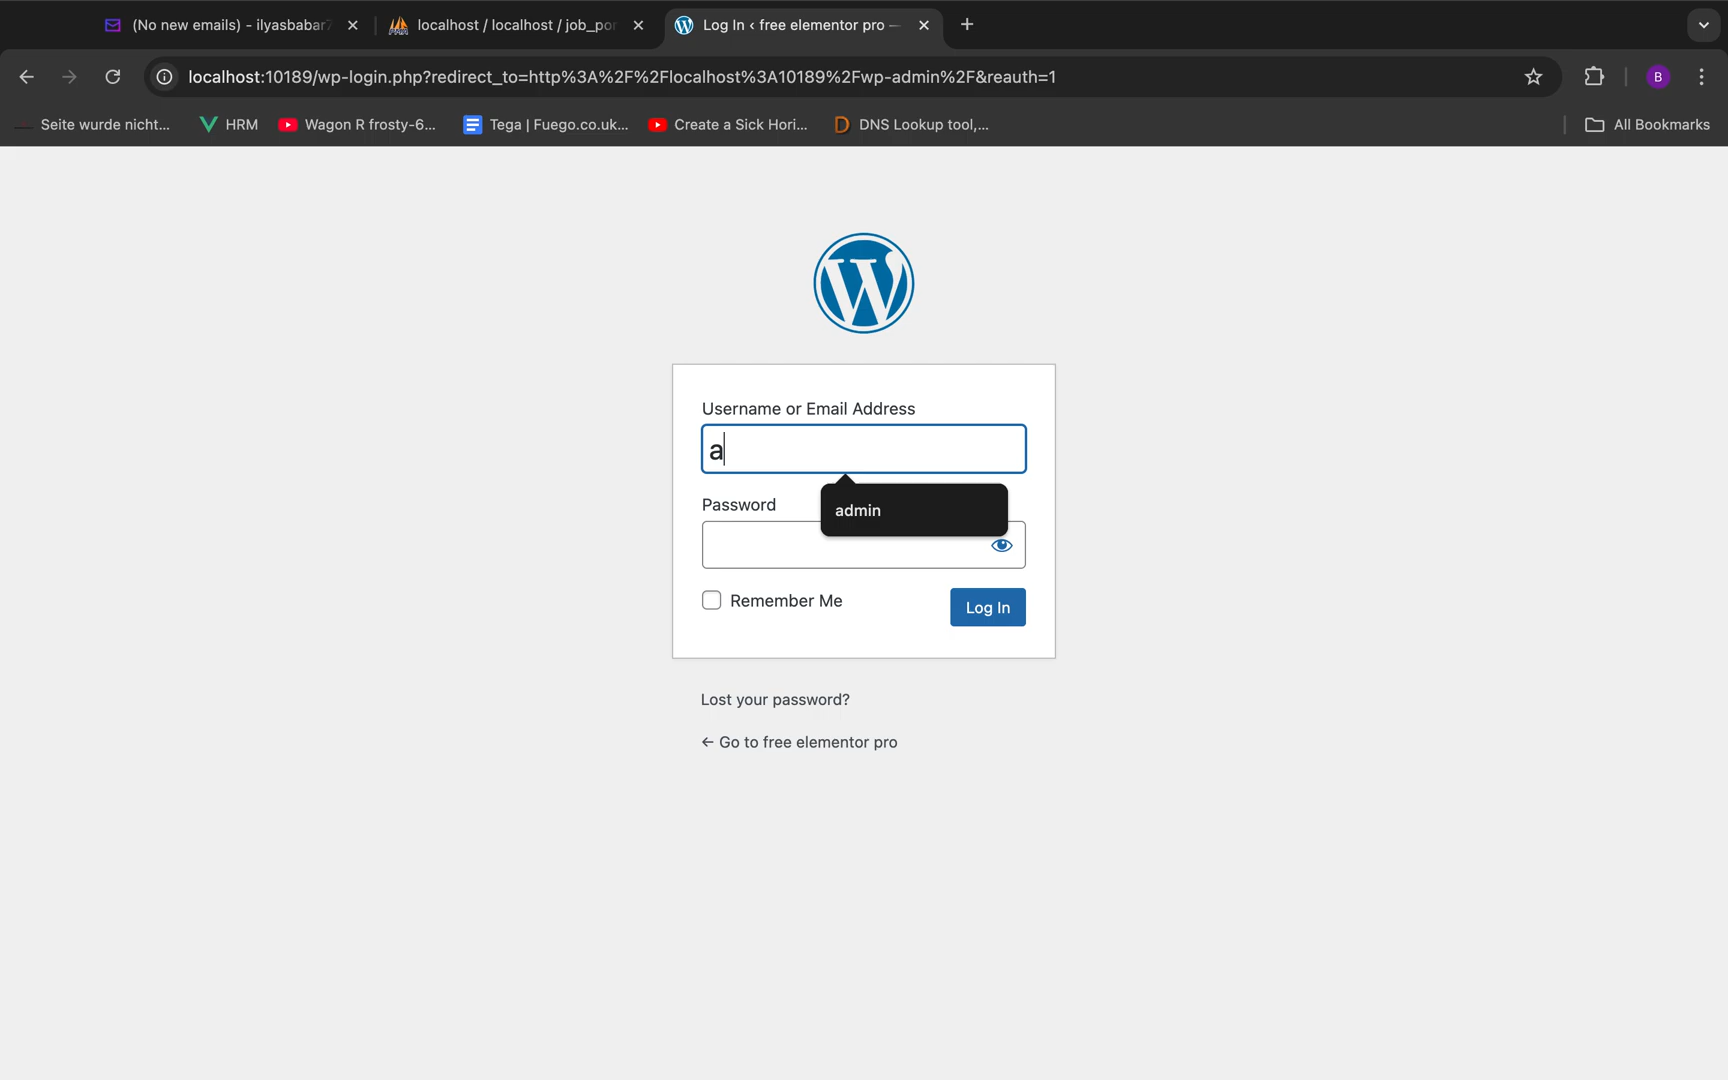 (No new emails) - ilyasbabar7
localhost / localhost / job_por
Log In ‹ free elementor pro —
localhost:10189/wp-login.php?redirect_to=http%3A%2F%2Flocalhost%3A10189%2Fwp-admin%2F&reauth=1
B
Seite wurde nicht...
HRM
Wagon R frosty-6...
Tega | Fuego.co.uk...
Create a Sick Hori...
DNS Lookup tool,...
All Bookmarks
Username or Email Address
a
Password
admin
Remember Me
Log In
Lost your password?
← Go to free elementor pro